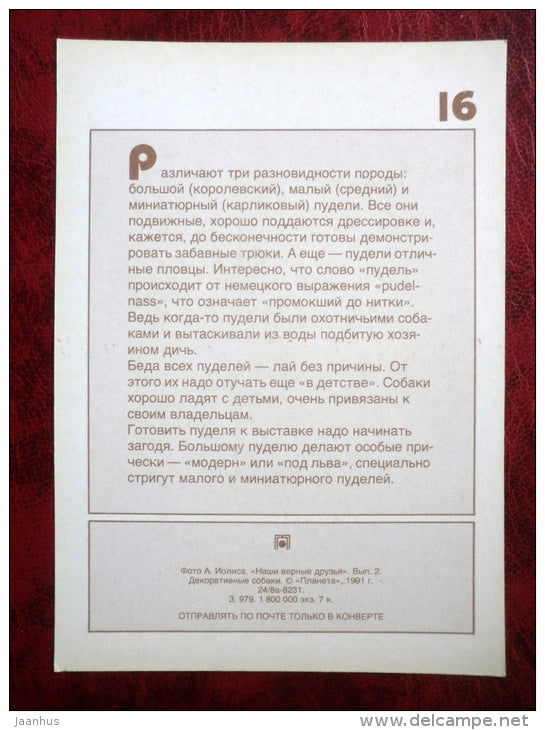 16
Различают три разновидности породы:
большой (королевский), малый (средний) и
миниатюрный (карликовый) пудели. Все они
подвижные, хорошо поддаются дрессировке и,
кажется, до бесконечности готовы демонстри-
ровать забавные трюки. А еще — пудели отлич-
ные пловцы. Интересно, что слово «пудель»
происходит от немецкого выражения «pudel-
nass», что означает «промокший до нитки».
Ведь когда-то пудели были охотничьими соба-
ками и вытаскивали из воды подбитую хозя-
ином дичь.
Беда всех пуделей — лай без причины. От
этого их надо отучать еще «в детстве». Собаки
хорошо ладят с детьми, очень привязаны к
своим владельцам.
Готовить пуделя к выставке надо начинать
загодя. Большому пуделю делают особые при-
чески — «модерн» или «под льва», специально
стригут малого и миниатюрного пуделей.
Фото А. Иолиса. «Наши верные друзья». Вып. 2.
Декоративные собаки. © «Планета», 1991 г.
24/8а-8231.
З. 979. 1 800 000 экз. 7 к.
ОТПРАВЛЯТЬ ПО ПОЧТЕ ТОЛЬКО В КОНВЕРТЕ
jaanhus
www.delcampe.net